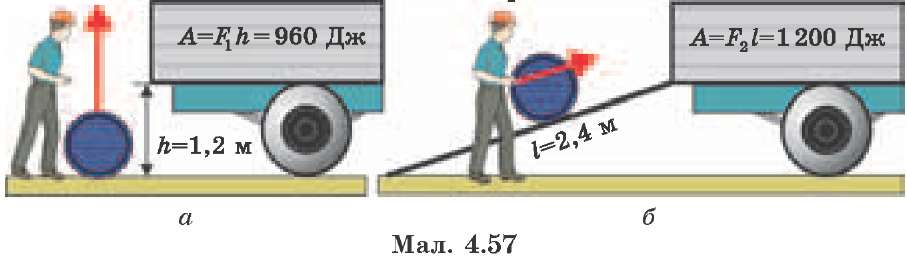 A=F₁h=960 Дж
h=1,2 м
а
A=F₂l=1 200 Дж
l=2,4 м
б
Мал. 4.57